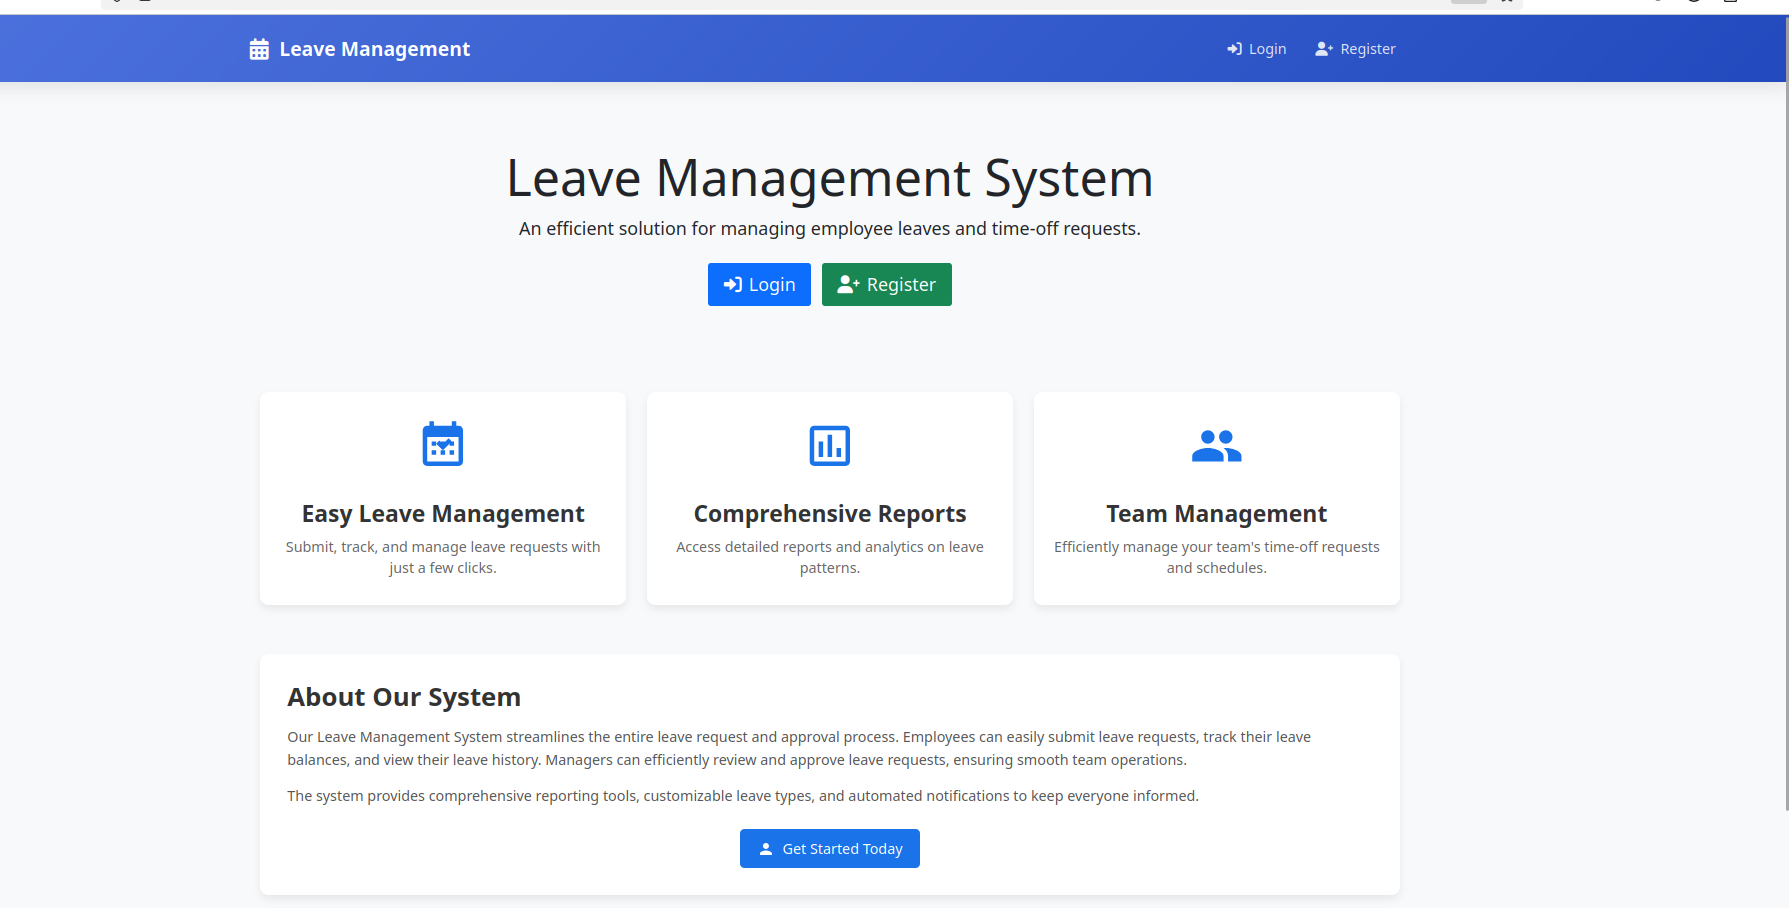 Leave Management
Login
Register
Leave Management System
An efficient solution for managing employee leaves and time-off requests.
Login
Register
Easy Leave Management
Submit, track, and manage leave requests with
just a few clicks.
Comprehensive Reports
Access detailed reports and analytics on leave
patterns.
Team Management
Efficiently manage your team's time-off requests
and schedules.
About Our System
Our Leave Management System streamlines the entire leave request and approval process. Employees can easily submit leave requests, track their leave
balances, and view their leave history. Managers can efficiently review and approve leave requests, ensuring smooth team operations.
The system provides comprehensive reporting tools, customizable leave types, and automated notifications to keep everyone informed.
Get Started Today